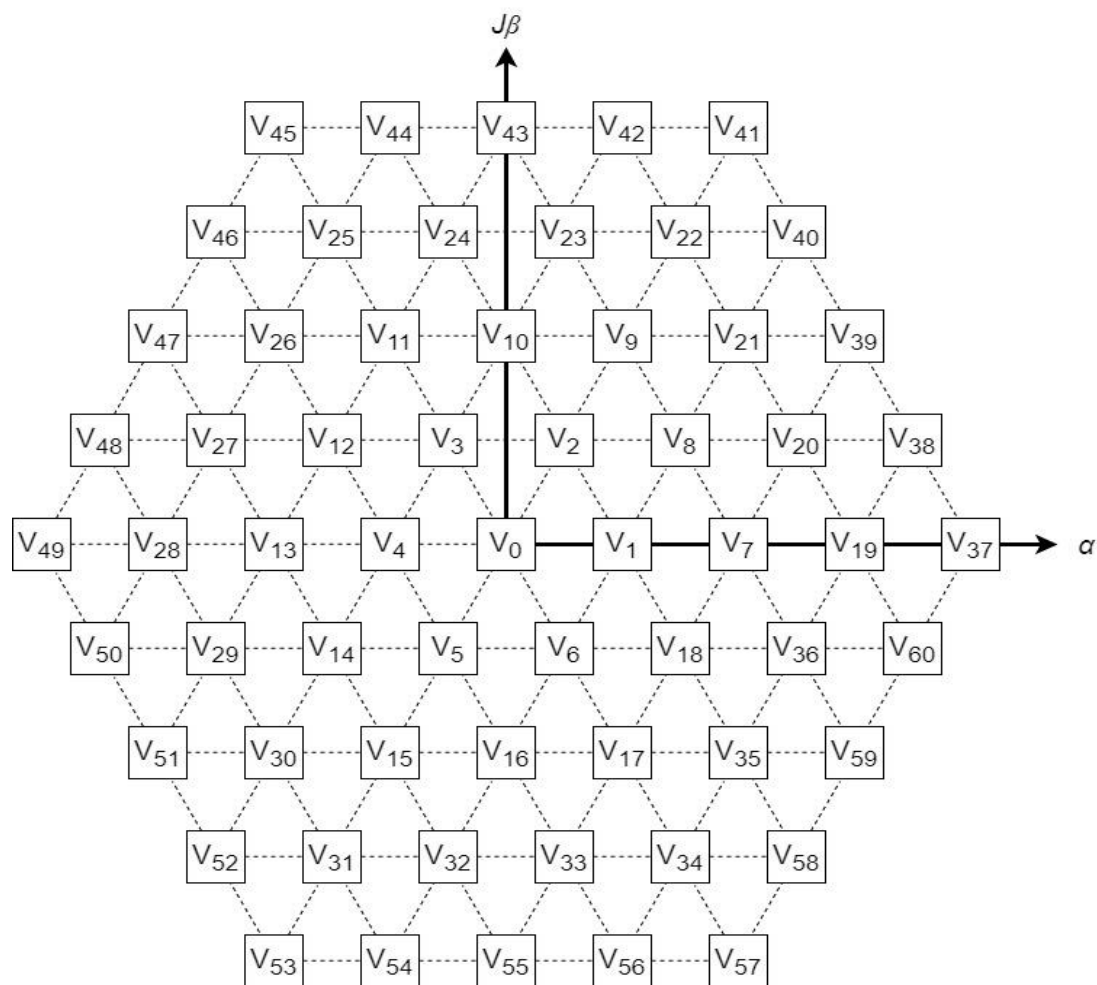 Jβ
V45 V44 V43 V42 V41
V46 V25 V24 V23 V22 V40
V47 V26 V11 V10 V9 V21 V39
V48 V27 V12 V3 V2 V8 V20 V38
V49 V28 V13 V4 V0 V1 V7 V19 V37 α
V50 V29 V14 V5 V6 V18 V36 V60
V51 V30 V15 V16 V17 V35 V59
V52 V31 V32 V33 V34 V58
V53 V54 V55 V56 V57